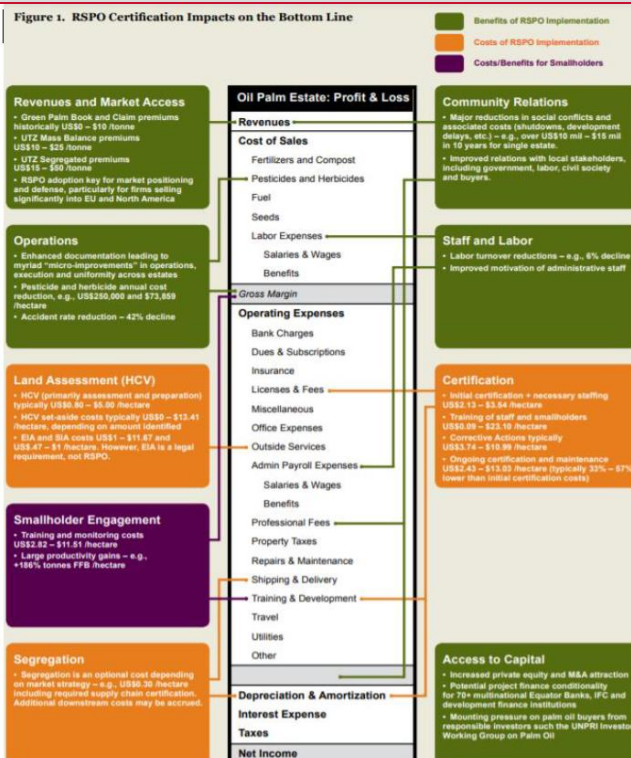 Figure 1. RSPO Certification Impacts on the Bottom Line
Benefits of RSPO Implementation
Costs of RSPO Implementation
Costs/Benefits for Smallholders
Revenues and Market Access
• Green Palm Book and Claim premiums
historically US$0 – $10 /tonne
• UTZ Mass Balance premiums
US$10 – $25 /tonne
• UTZ Segregated premiums
US$15 – $50 /tonne
• RSPO adoption key for market positioning
and defense, particularly for firms selling
significantly into EU and North America
Operations
• Enhanced documentation leading to
myriad "micro-improvements" in operations,
execution and uniformity across estates
• Pesticide and herbicide annual cost
reduction, e.g., US$250,000 and $73,859
/hectare
• Accident rate reduction – 42% decline
Land Assessment (HCV)
• HCV (primarily assessment and preparation)
typically US$0.60 – $5.00 /hectare
• HCV set-aside costs typically US$0 – $13.41
/hectare, depending on amount identified
• EIA and SIA costs US$1 – $11.67 and
US$.47 – $1 /hectare. However, EIA is a legal
requirement, not RSPO.
Smallholder Engagement
• Training and monitoring costs
US$2.82 – $11.51 /hectare
• Large productivity gains – e.g.,
+186% tonnes FFB /hectare
Segregation
• Segregation is an optional cost depending
on market strategy – e.g., US$0.30 /hectare
including required supply chain certification.
Additional downstream costs may be accrued.
Oil Palm Estate: Profit & Loss
Revenues
Cost of Sales
Fertilizers and Compost
Pesticides and Herbicides
Fuel
Seeds
Labor Expenses
Salaries & Wages
Benefits
Gross Margin
Operating Expenses
Bank Charges
Dues & Subscriptions
Insurance
Licenses & Fees
Miscellaneous
Office Expenses
Outside Services
Admin Payroll Expenses
Salaries & Wages
Benefits
Professional Fees
Property Taxes
Repairs & Maintenance
Shipping & Delivery
Training & Development
Travel
Utilities
Other
Depreciation & Amortization
Interest Expense
Taxes
Net Income
Community Relations
• Major reductions in social conflicts and
associated costs (shutdowns, development
delays, etc.) – e.g., over US$10 mil – $15 mil
in 10 years for single estate.
• Improved relations with local stakeholders,
including government, labor, civil society
and buyers.
Staff and Labor
• Labor turnover reductions – e.g., 6% decline
• Improved motivation of administrative staff
Certification
• Initial certification + necessary staffing
US$2.13 – $3.64 /hectare
• Training of staff and smallholders
US$0.09 – $23.10 /hectare
• Corrective Actions typically
US$3.74 – $10.99 /hectare
• Ongoing certification and maintenance
US$2.43 – $13.03 /hectare (typically 33% – 57%
lower than initial certification costs)
Access to Capital
• Increased private equity and M&A attraction
• Potential project finance conditionality
for 70+ multinational Equator Banks, IFC and
development finance institutions
• Mounting pressure on palm oil buyers from
responsible investors such the UNPRI Investor
Working Group on Palm Oil